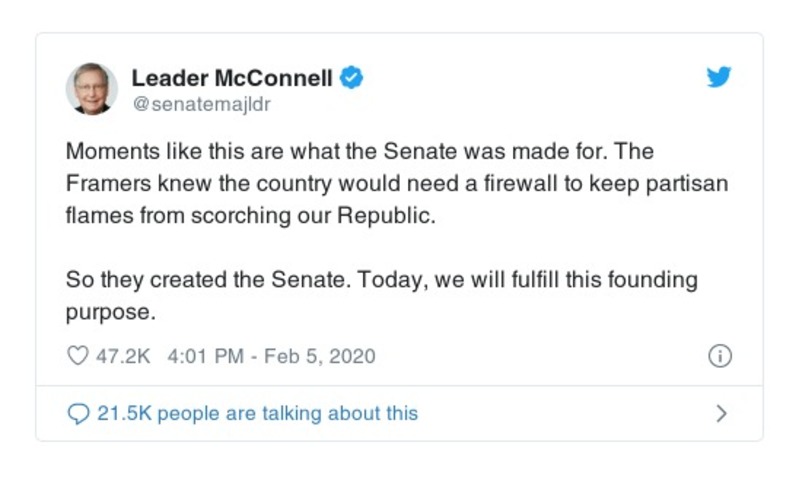 Leader McConnell
@senatemajldr
Moments like this are what the Senate was made for. The
Framers knew the country would need a firewall to keep partisan
flames from scorching our Republic.
So they created the Senate. Today, we will fulfill this founding
purpose.
47.2K 4:01 PM - Feb 5, 2020
21.5K people are talking about this